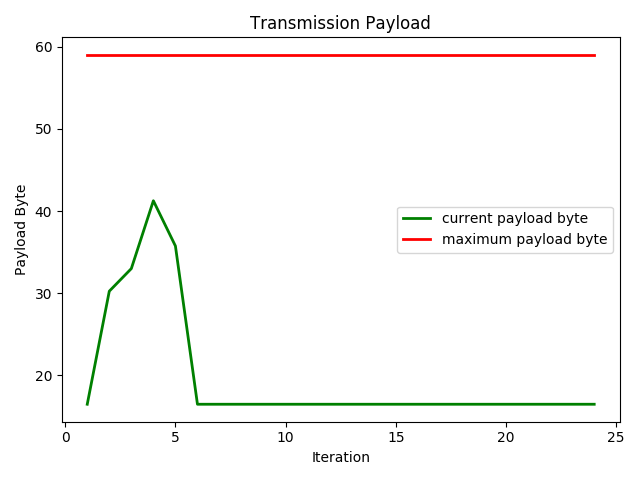 Transmission Payload
60
50
40
30
20
Payload Byte
current payload byte
maximum payload byte
0 5 10 15 20 25
Iteration